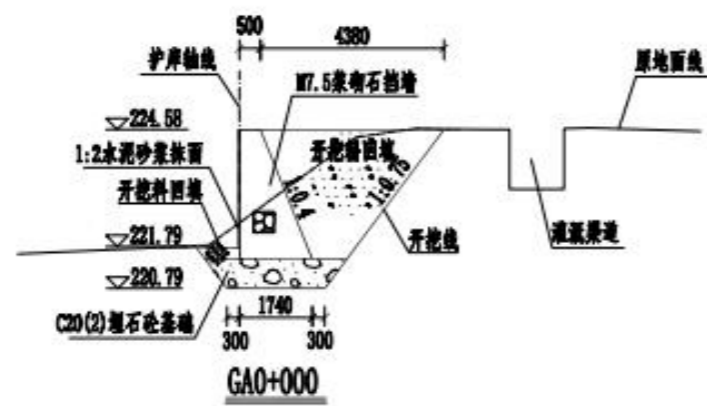 500
4380
护岸轴线
M7.5浆砌石挡墙
原地面线
224.58
1:2水泥砂浆抹面
开挖料回填
1:0.4
1:0.75
开挖料回填
221.79
开挖线
灌溉渠道
220.79
C20(2)埋石砼基础
1740
300
300
GA0+000